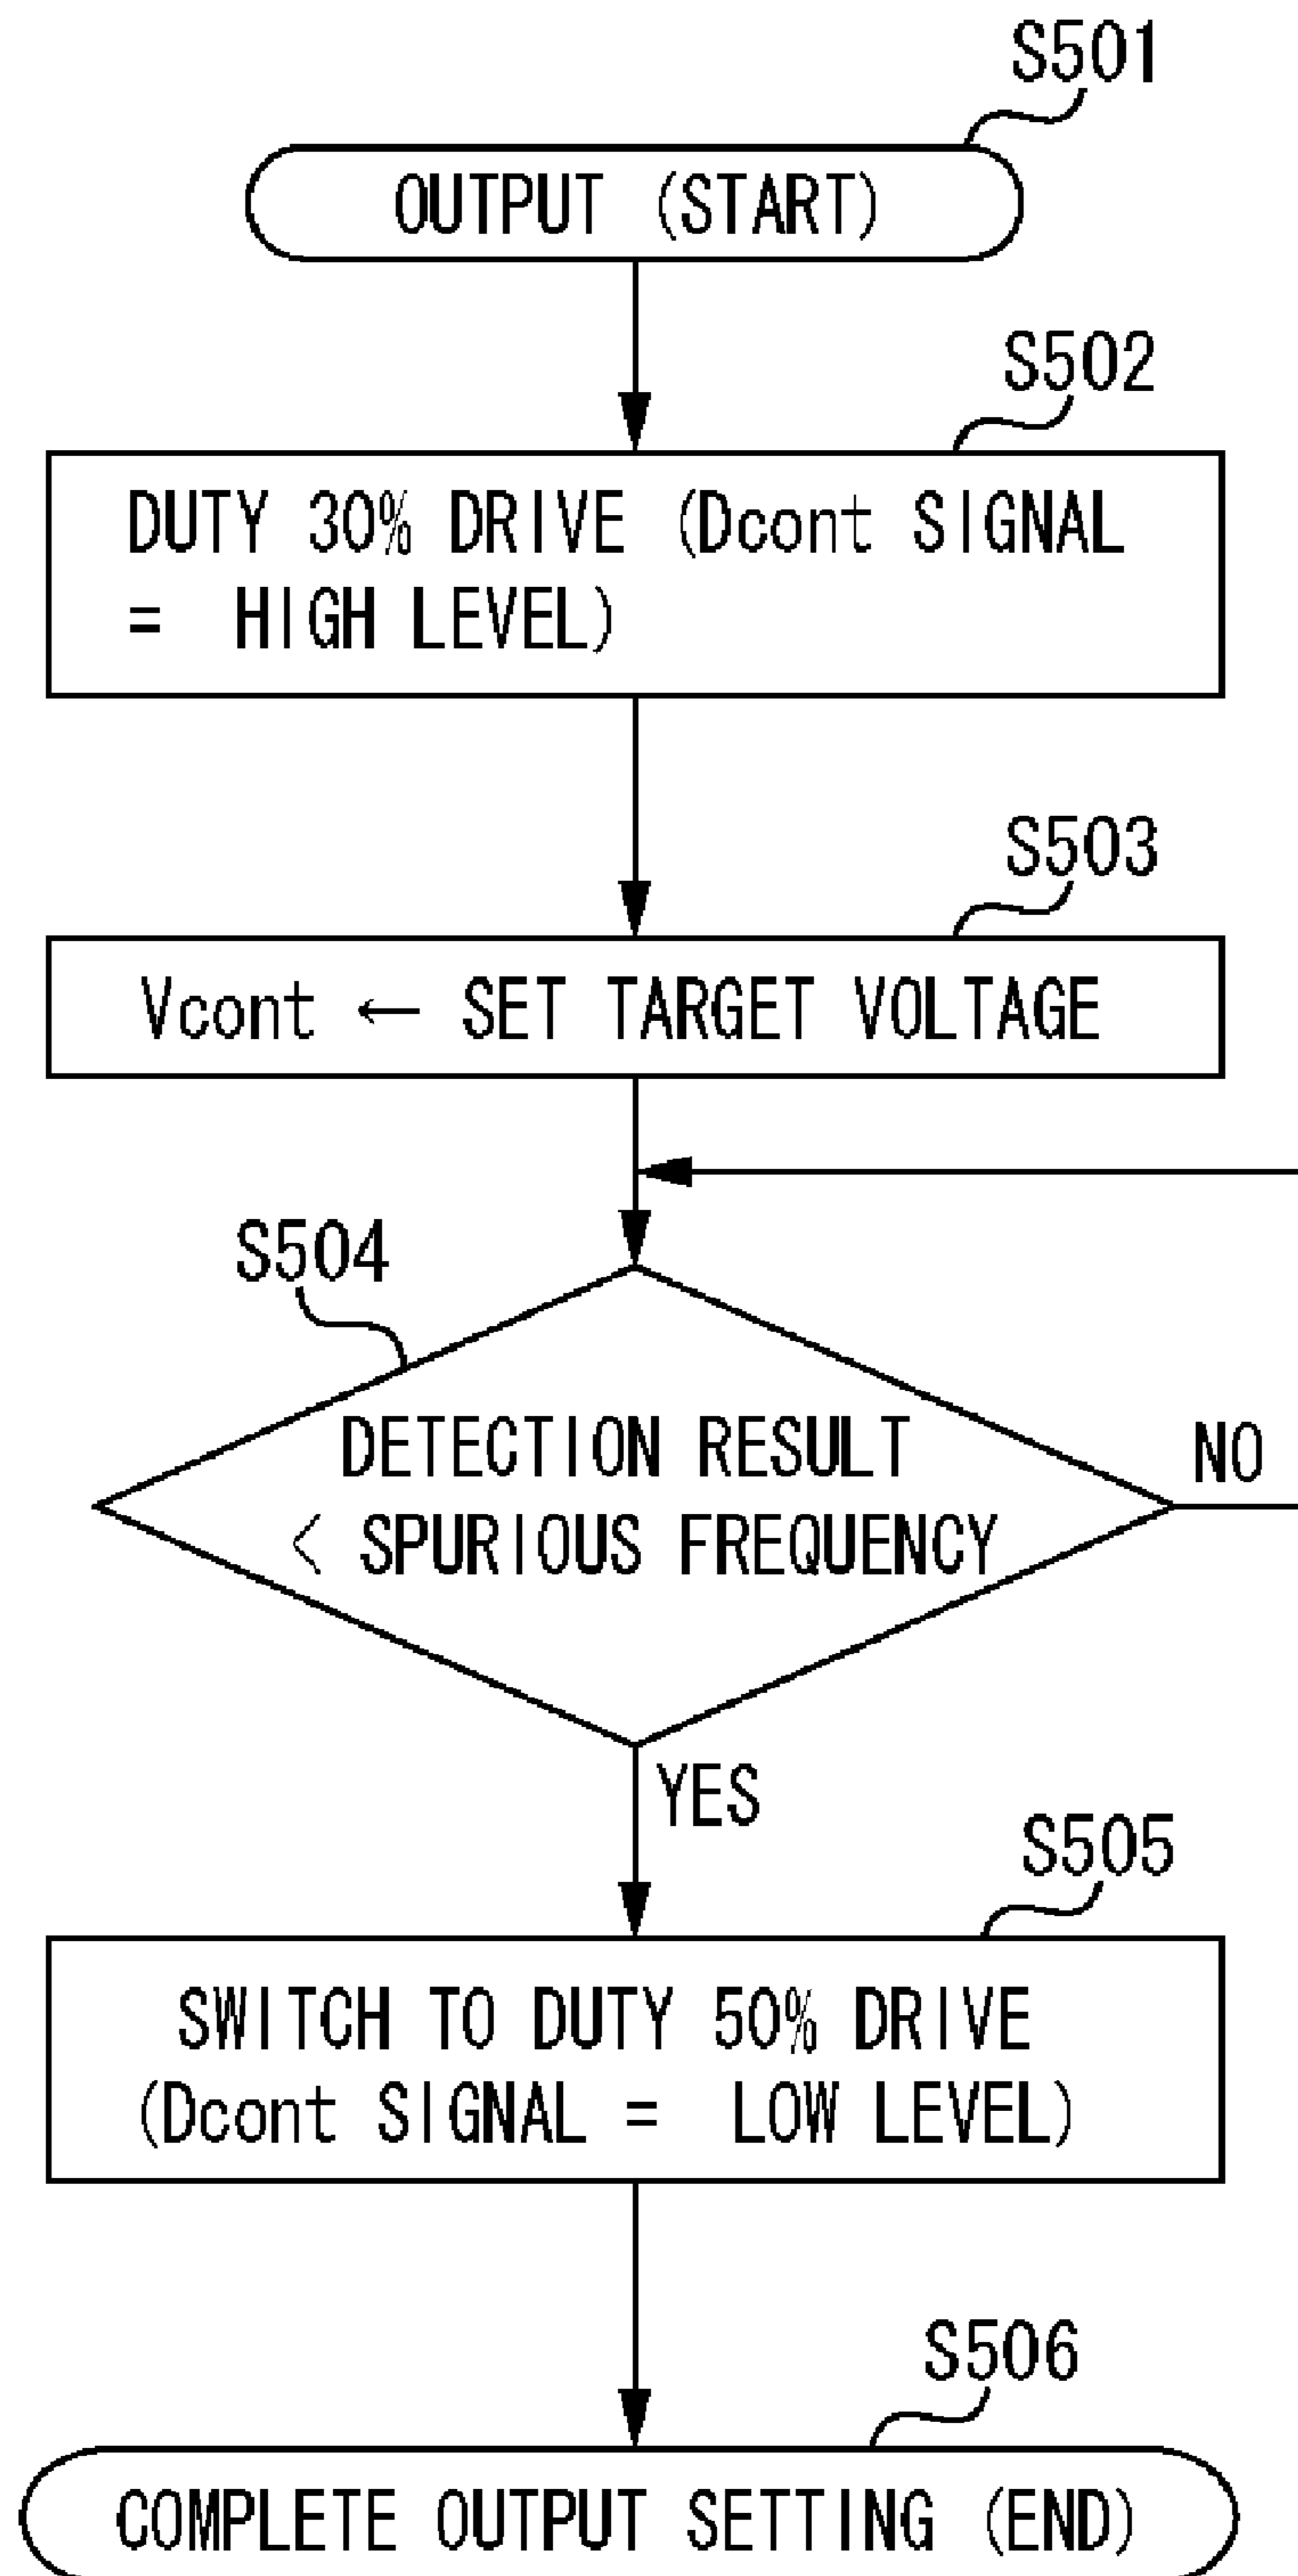 S501
OUTPUT (START)
S502
DUTY 30% DRIVE (Dcont SIGNAL
= HIGH LEVEL)
S503
Vcont ← SET TARGET VOLTAGE
S504
DETECTION RESULT
< SPURIOUS FREQUENCY
NO
YES
S505
SWITCH TO DUTY 50% DRIVE
(Dcont SIGNAL = LOW LEVEL)
S506
COMPLETE OUTPUT SETTING (END)